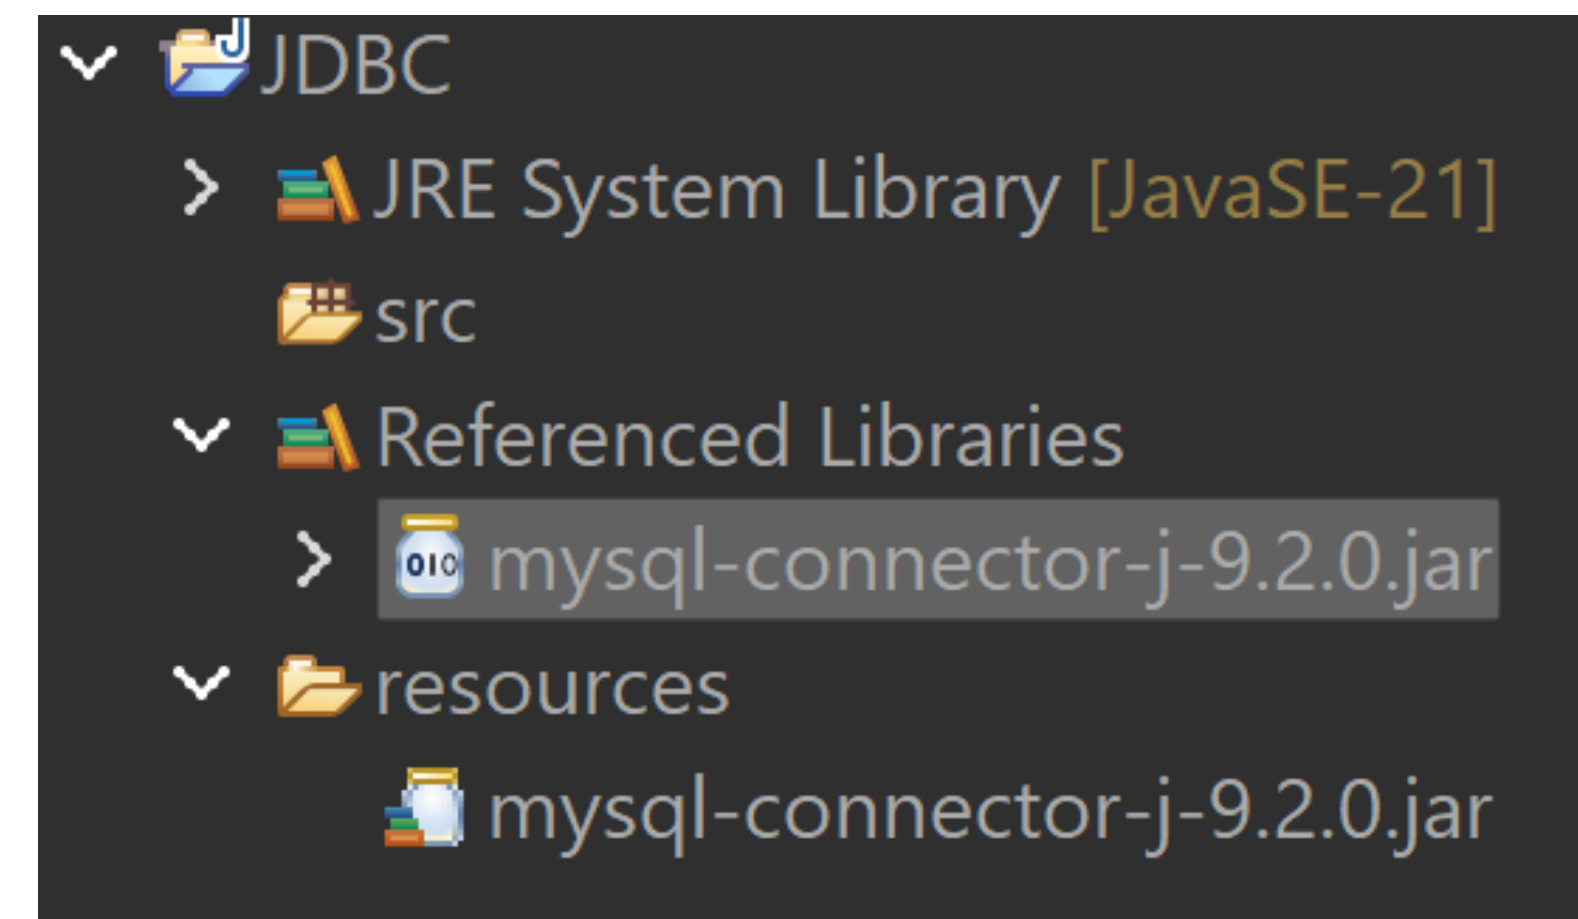 JDBC
JRE System Library [JavaSE-21]
src
Referenced Libraries
mysql-connector-j-9.2.0.jar
resources
mysql-connector-j-9.2.0.jar